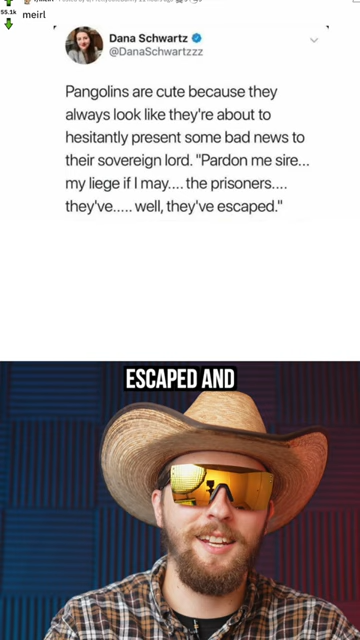 55.1k
meirl
Dana Schwartz
@DanaSchwartzzz
Pangolins are cute because they
always look like they're about to
hesitantly present some bad news to
their sovereign lord. "Pardon me sire...
my liege if I may.... the prisoners....
they've..... well, they've escaped."
ESCAPED AND